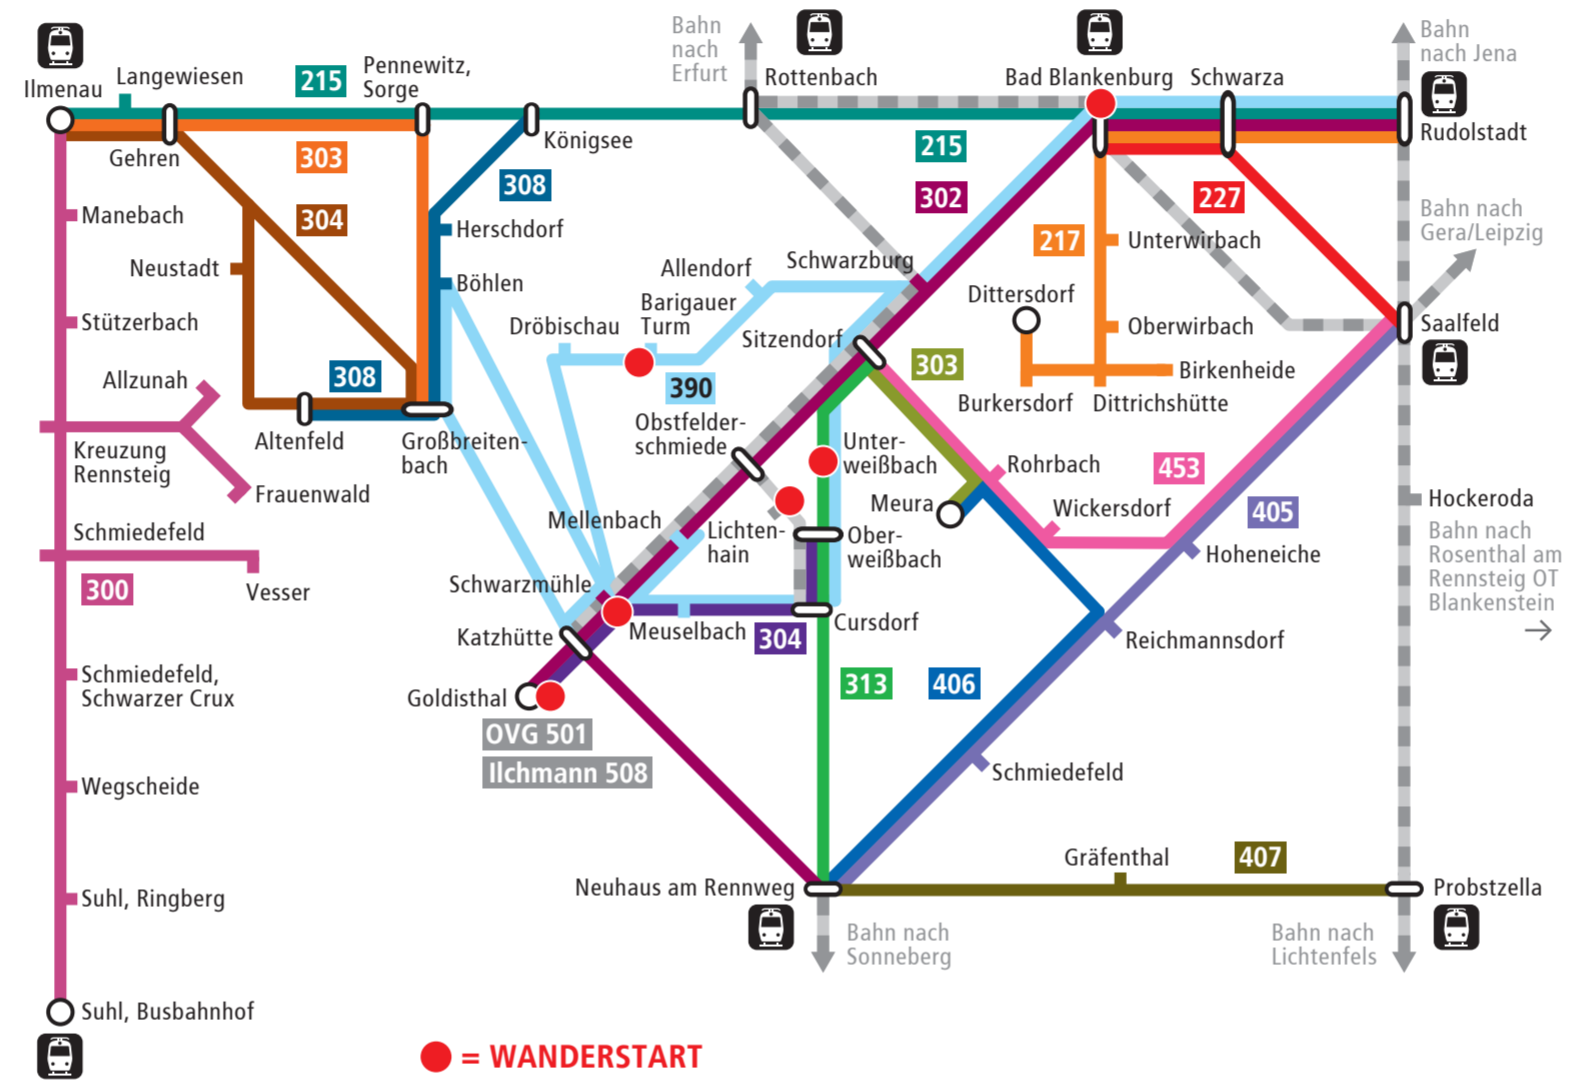 Bahn
nach
Erfurt
Bahn
nach Jena
Ilmenau
Langewiesen
215
Pennewitz,
Sorge
Rottenbach
Bad Blankenburg
Schwarza
Rudolstadt
Gehren
303
Königsee
215
308
302
227
304
Manebach
Herschdorf
217
Unterwirbach
Bahn nach
Gera/Leipzig
Neustadt
Böhlen
Allendorf
Schwarzburg
Barigauer
Turm
Dittersdorf
Stützerbach
Dröbischau
Sitzendorf
Oberwirbach
Saalfeld
308
303
Birkenheide
Allzunah
390
Burkersdorf
Dittrichshütte
Altenfeld
Großbreiten-
bach
Obstfelder-
schmiede
Unter-
weißbach
Kreuzung
Rennsteig
Rohrbach
453
Frauenwald
Meura
Wickersdorf
405
Hockeroda
Mellenbach
Lichten-
hain
Ober-
weißbach
Hoheneiche
Bahn nach
Rosenthal am
Rennsteig OT
Blankenstein
Schmiedefeld
300
Vesser
Schwarzmühle
Katzhütte
Meuselbach
304
Cursdorf
Reichmannsdorf
Schmiedefeld,
Schwarzer Crux
Goldisthal
313
406
OVG 501
Ilchmann 508
Wegscheide
Schmiedefeld
Gräfenthal
407
Suhl, Ringberg
Neuhaus am Rennweg
Probstzella
Bahn nach
Sonneberg
Bahn nach
Lichtenfels
Suhl, Busbahnhof
= WANDERSTART